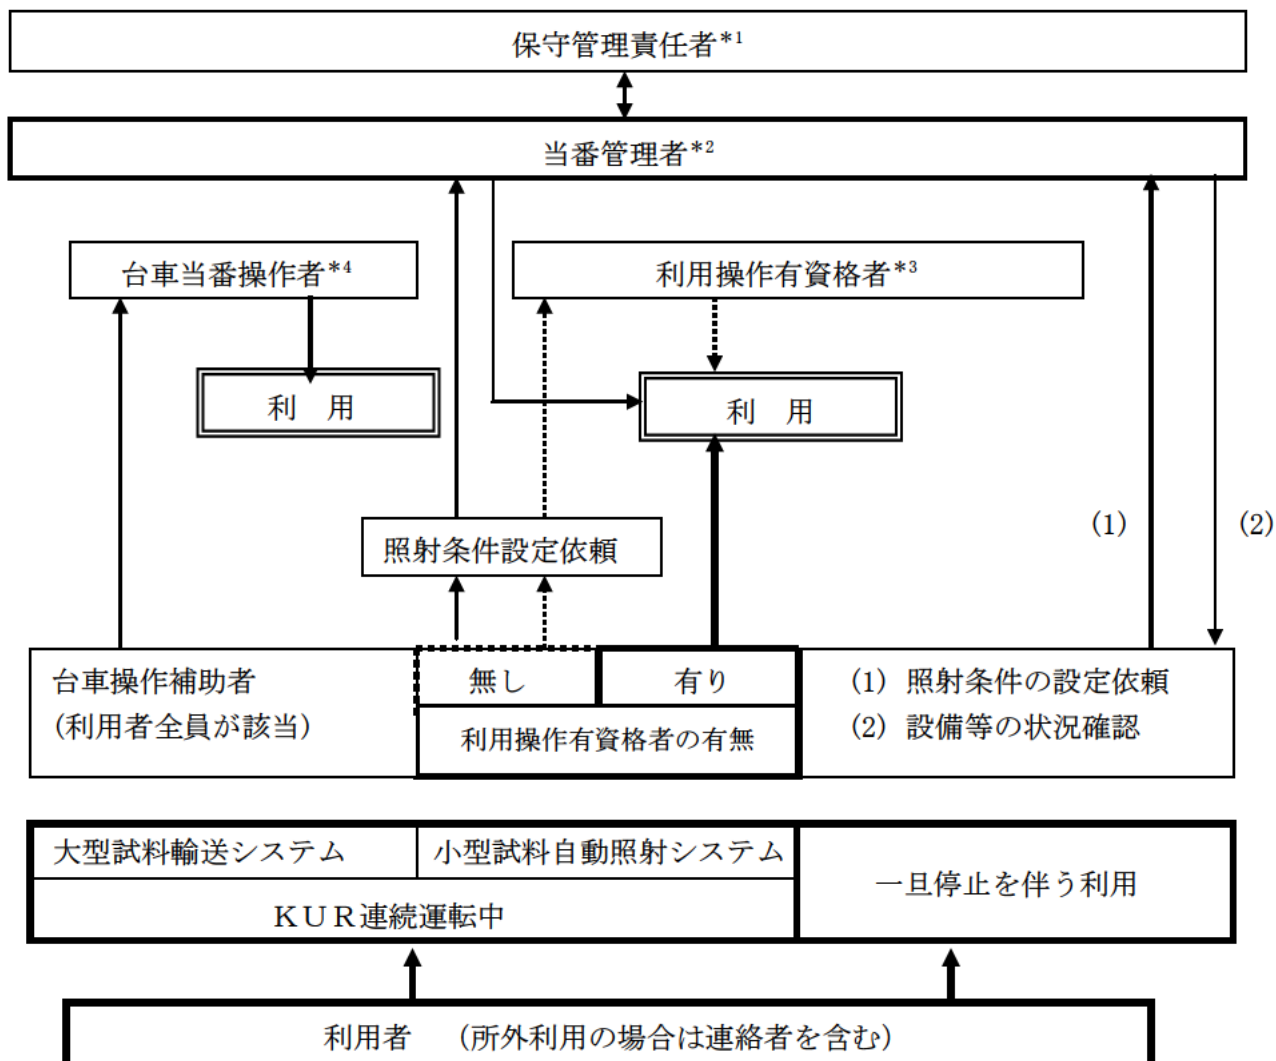 保守管理責任者*1
当番管理者*2
台車当番操作者*4
利用操作有資格者*3
利　用
利　用
照射条件設定依頼
(1)
(2)
台車操作補助者
(利用者全員が該当)
無し
有り
利用操作有資格者の有無
(1) 照射条件の設定依頼
(2) 設備等の状況確認
大型試料輸送システム
小型試料自動照射システム
ＫＵＲ連続運転中
一旦停止を伴う利用
利用者　(所外利用の場合は連絡者を含む)